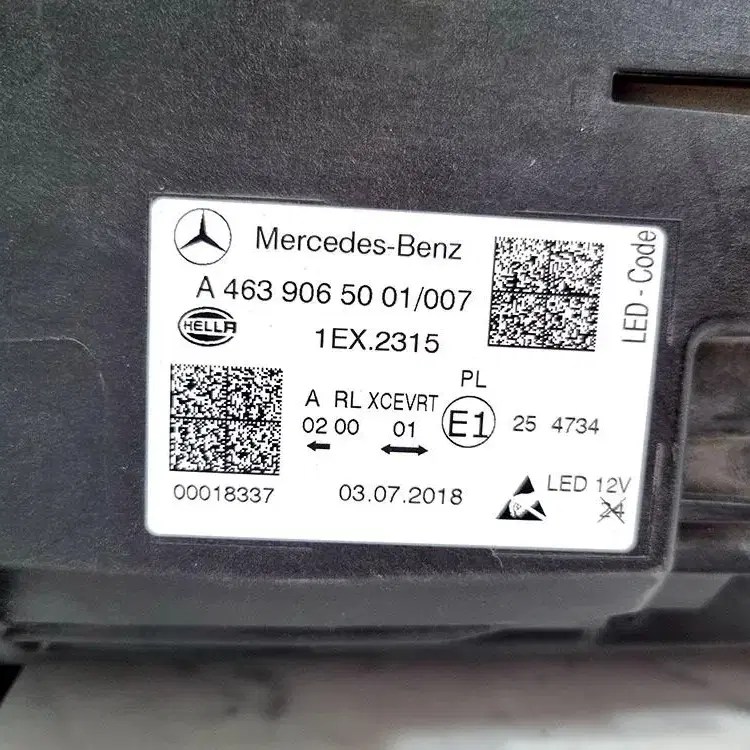 Mercedes-Benz
A 463 906 50 01/007
HELLA
1EX.2315
LED - Code
PL
A RL XCEVRT
02 00 01
E1
25 4734
00018337
03.07.2018
LED 12V
24